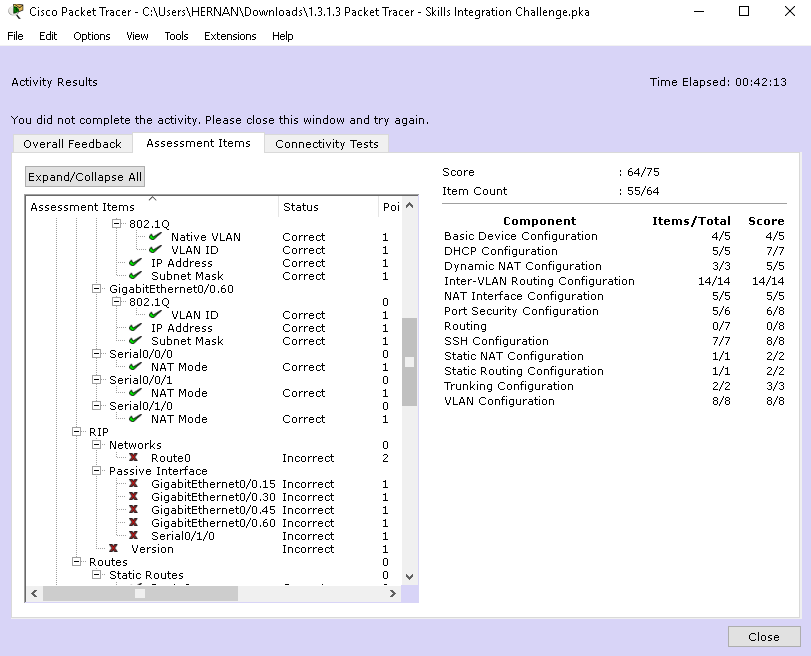 Cisco Packet Tracer - C:\Users\HERNAN\Downloads\1.3.1.3 Packet Tracer - Skills Integration Challenge.pka
File Edit Options View Tools Extensions Help
Activity Results
Time Elapsed: 00:42:13
You did not complete the activity. Please close this window and try again.
Overall Feedback Assessment Items Connectivity Tests
Expand/Collapse All
Assessment Items Status Poi
802.1Q
Native VLAN Correct 1
VLAN ID Correct 1
IP Address Correct 1
Subnet Mask Correct 1
GigabitEthernet0/0.60
802.1Q 0
VLAN ID Correct 1
IP Address Correct 1
Subnet Mask Correct 1
Serial0/0/0 0
NAT Mode Correct 1
Serial0/0/1 0
NAT Mode Correct 1
Serial0/1/0 0
NAT Mode Correct 1
RIP
Networks 0
Route0 Incorrect 2
Passive Interface
GigabitEthernet0/0.15 Incorrect 1
GigabitEthernet0/0.30 Incorrect 1
GigabitEthernet0/0.45 Incorrect 1
GigabitEthernet0/0.60 Incorrect 1
Serial0/1/0 Incorrect 1
Version Incorrect 1
Routes 0
Static Routes 0
Score : 64/75
Item Count : 55/64
Component Items/Total Score
Basic Device Configuration 4/5 4/5
DHCP Configuration 5/5 7/7
Dynamic NAT Configuration 3/3 5/5
Inter-VLAN Routing Configuration 14/14 14/14
NAT Interface Configuration 5/5 5/5
Port Security Configuration 5/6 6/8
Routing 0/7 0/8
SSH Configuration 7/7 8/8
Static NAT Configuration 1/1 2/2
Static Routing Configuration 1/1 2/2
Trunking Configuration 2/2 3/3
VLAN Configuration 8/8 8/8
Close